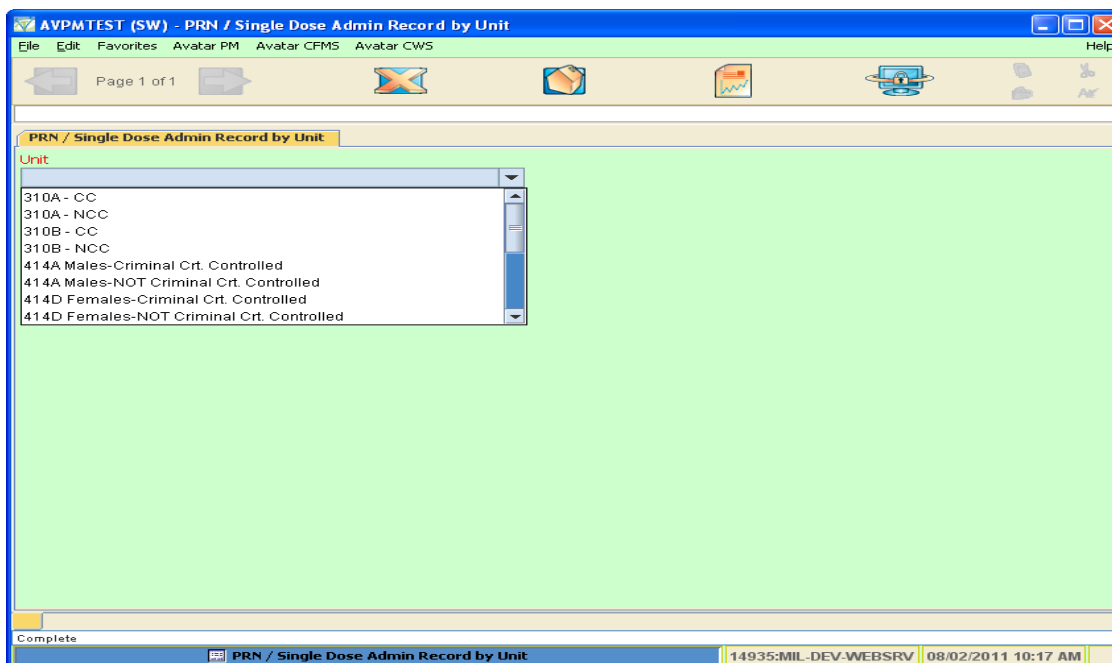 AVPMTEST (SW) - PRN / Single Dose Admin Record by Unit
File Edit Favorites Avatar PM Avatar CFMS Avatar CWS Help
Page 1 of 1
PRN / Single Dose Admin Record by Unit
Unit
310A - CC
310A - NCC
310B - CC
310B - NCC
414A Males-Criminal Crt. Controlled
414A Males-NOT Criminal Crt. Controlled
414D Females-Criminal Crt. Controlled
414D Females-NOT Criminal Crt. Controlled
Complete
PRN / Single Dose Admin Record by Unit 14935:MIL-DEV-WEBSRV 08/02/2011 10:17 AM